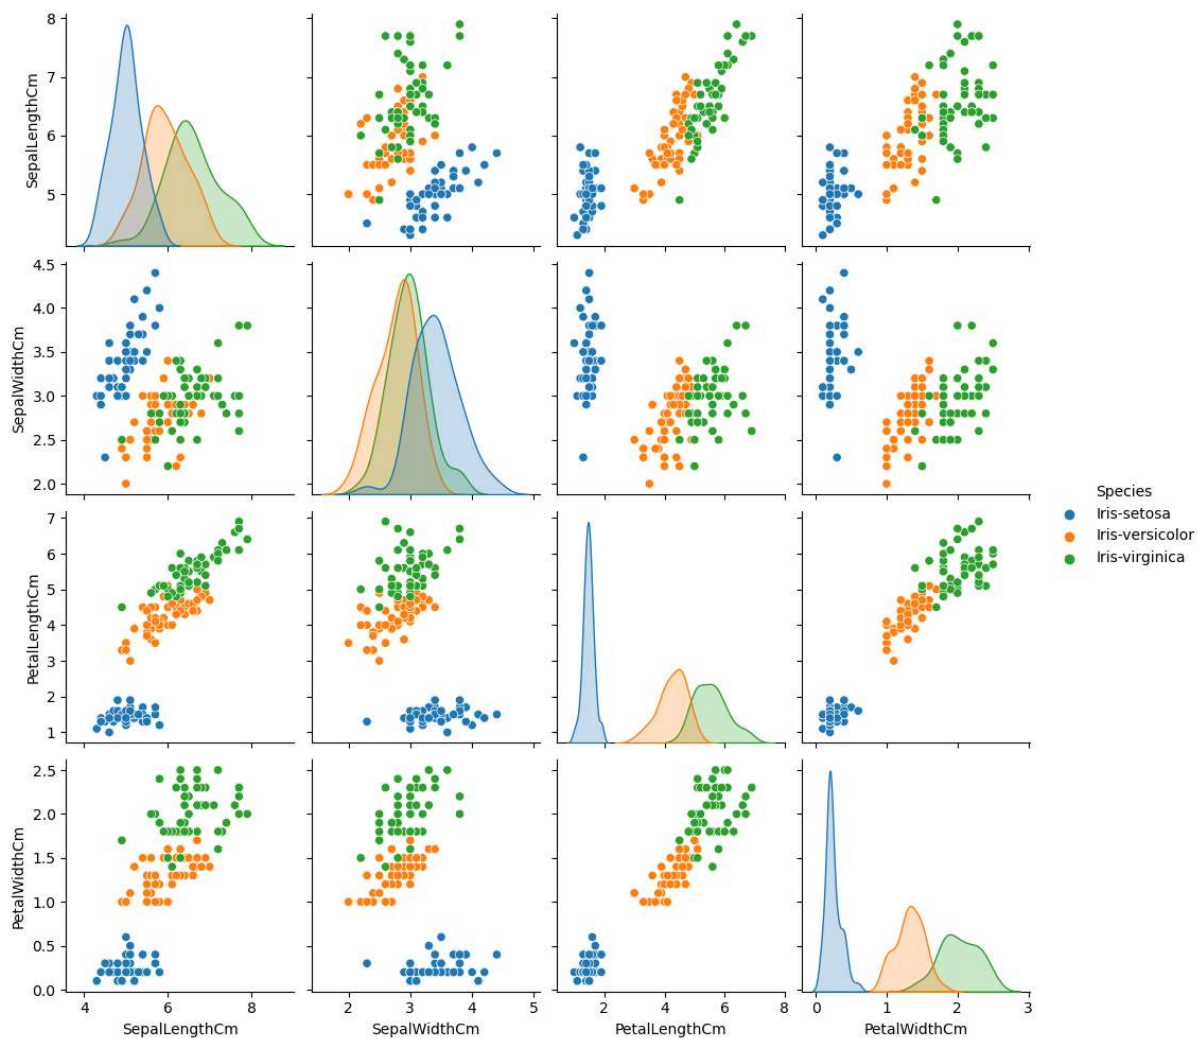 8
7
6
5
SepalLengthCm
4.5
4.0
3.5
3.0
2.5
2.0
SepalWidthCm
Species
Iris-setosa
Iris-versicolor
Iris-virginica
7
6
5
4
3
2
1
PetalLengthCm
2.5
2.0
1.5
1.0
0.5
0.0
PetalWidthCm
4 6 8
SepalLengthCm
2 3 4 5
SepalWidthCm
2 4 6 8
PetalLengthCm
0 1 2 3
PetalWidthCm